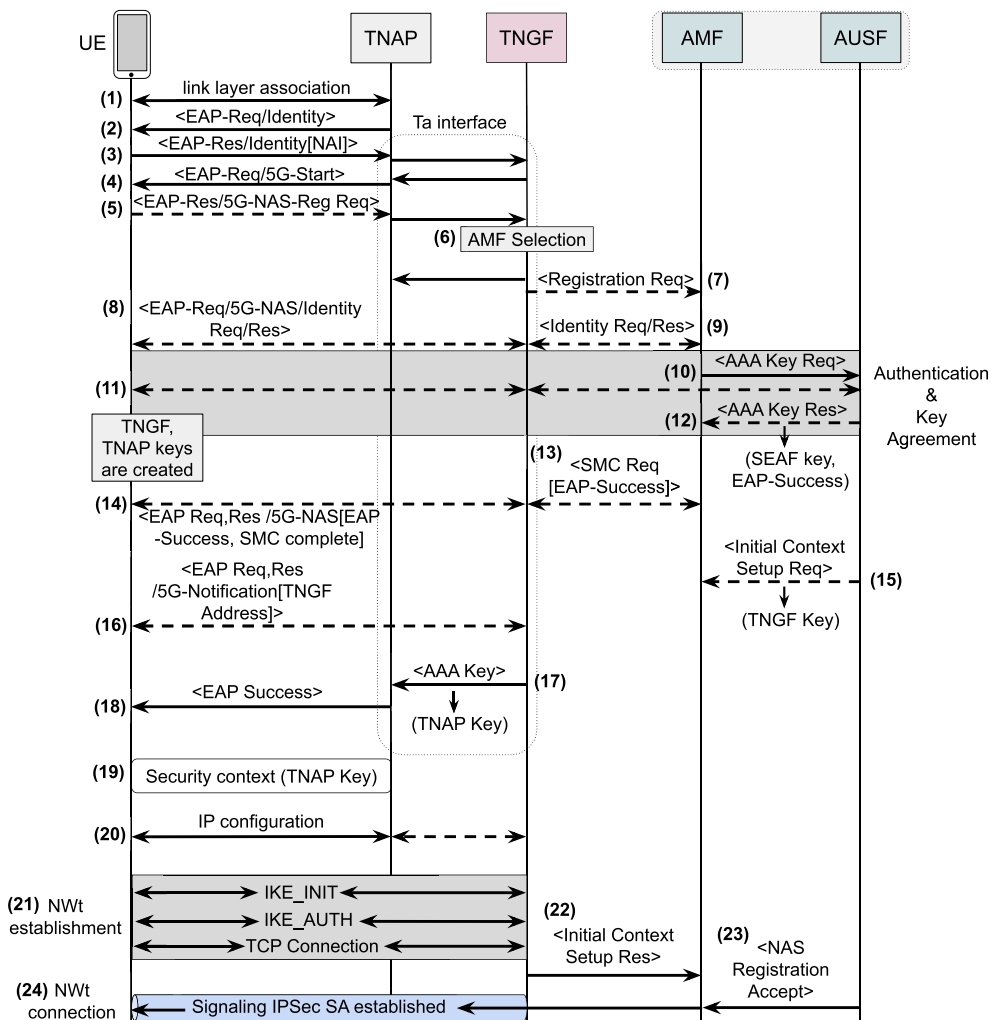 UE
TNAP
TNGF
AMF
AUSF
(1)
link layer association
(2)
<EAP-Req/Identity>
Ta interface
(3)
<EAP-Res/Identity[NAI]>
(4)
<EAP-Req/5G-Start>
(5)
<EAP-Res/5G-NAS-Reg Req>
(6)
AMF Selection
<Registration Req>
(7)
(8)
<EAP-Req/5G-NAS/Identity
Req/Res>
<Identity Req/Res>
(9)
(10)
<AAA Key Req>
(11)
Authentication
&
Key
Agreement
(12)
<AAA Key Res>
TNGF,
TNAP keys
are created
(SEAF key,
EAP-Success)
(13)
<SMC Req
[EAP-Success]>
(14)
<EAP Req,Res /5G-NAS[EAP
-Success, SMC complete]
<Initial Context
Setup Req>
(15)
(TNGF Key)
<EAP Req,Res
/5G-Notification[TNGF
Address]>
(16)
<AAA Key>
(17)
(TNAP Key)
<EAP Success>
(18)
(19)
Security context (TNAP Key)
IP configuration
(20)
(21) NWt
establishment
IKE_INIT
IKE_AUTH
TCP Connection
(22)
<Initial Context
Setup Res>
(23)
<NAS
Registration
Accept>
(24) NWt
connection
Signaling IPSec SA established